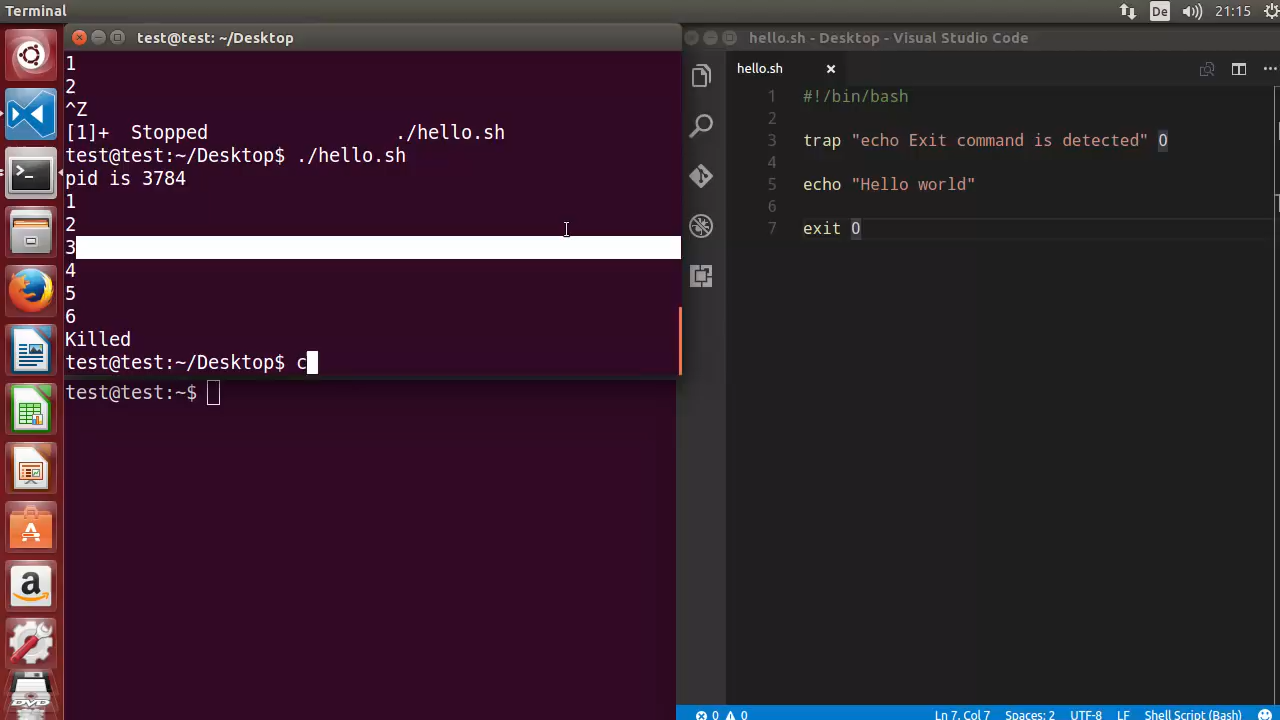 Terminal
De
21:15
test@test: ~/Desktop
1
2
^Z
[1]+  Stopped                 ./hello.sh
test@test:~/Desktop$ ./hello.sh
pid is 3784
1
2
3
4
5
6
Killed
test@test:~/Desktop$ c
test@test:~$
hello.sh - Desktop - Visual Studio Code
hello.sh
1 #!/bin/bash
2
3 trap "echo Exit command is detected" 0
4
5 echo "Hello world"
6
7 exit 0
0 0
Ln 7, Col 7
Spaces: 2
UTF-8
LF
Shell Script (Bash)